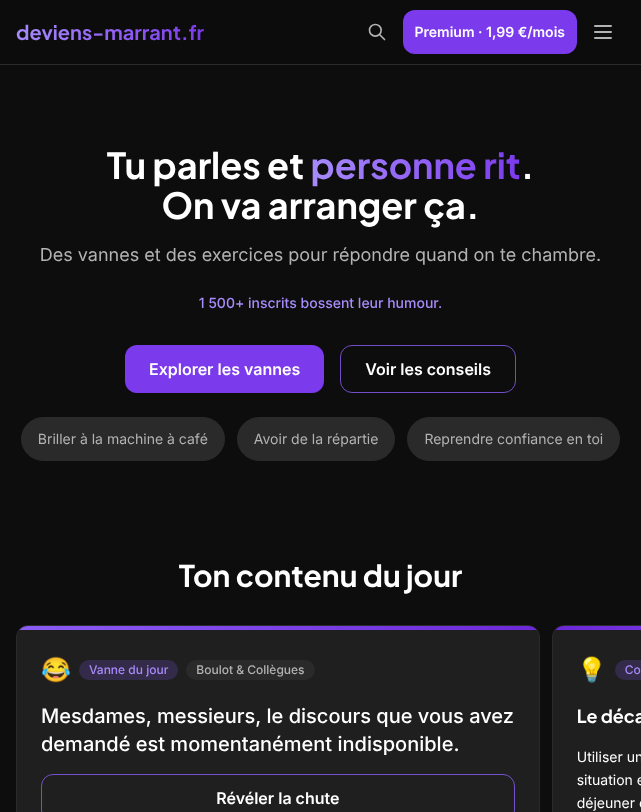 deviens-marrant.fr
Premium · 1,99 €/mois
Tu parles et personne rit.
On va arranger ça.
Des vannes et des exercices pour répondre quand on te chambre.
1 500+ inscrits bossent leur humour.
Explorer les vannes
Voir les conseils
Briller à la machine à café
Avoir de la répartie
Reprendre confiance en toi
Ton contenu du jour
Vanne du jour
Boulot & Collègues
Mesdames, messieurs, le discours que vous avez
demandé est momentanément indisponible.
Révéler la chute
Co
Le déca
Utiliser un
situation e
déjeuner